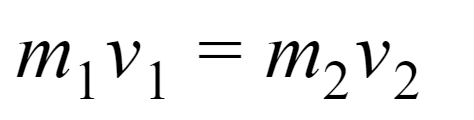 m₁v₁ = m₂v₂